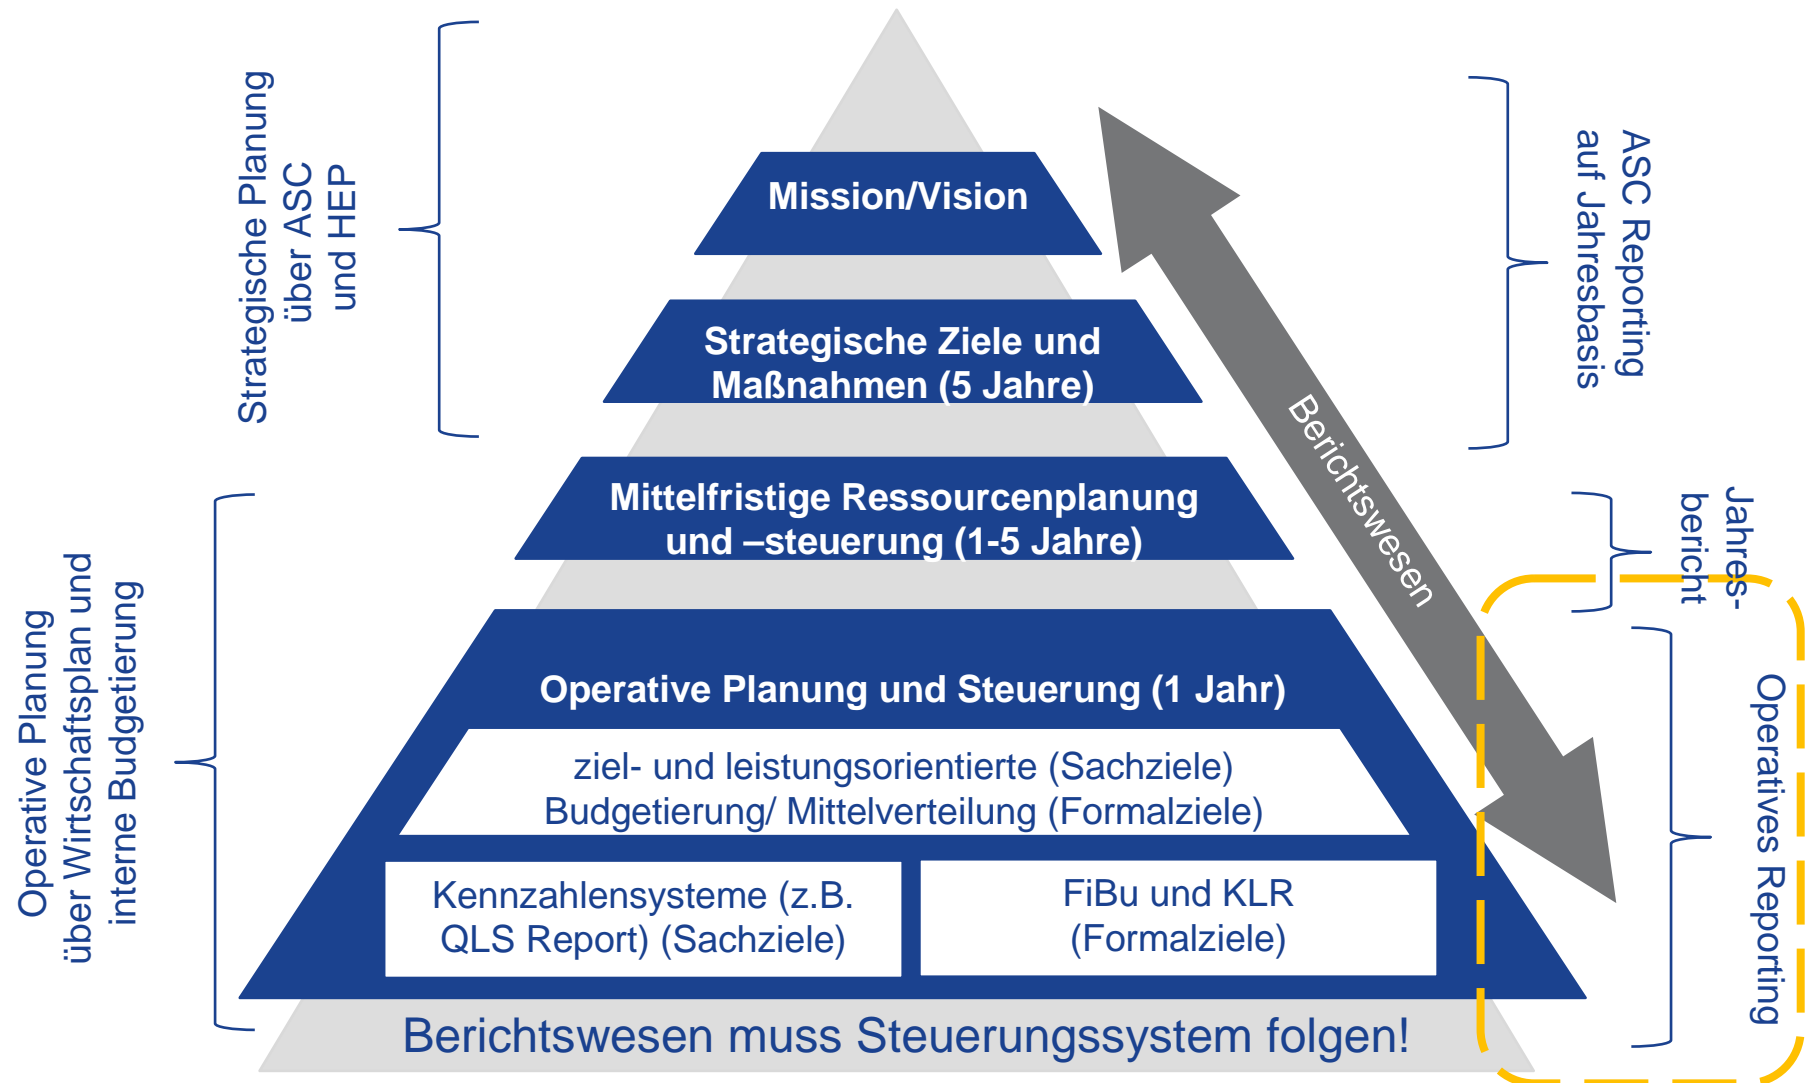 Strategische Planung
über ASC
und HEP
Operative Planung
über Wirtschaftsplan und
interne Budgetierung
Mission/Vision
Strategische Ziele und
Maßnahmen (5 Jahre)
Mittelfristige Ressourcenplanung
und –steuerung (1-5 Jahre)
Operative Planung und Steuerung (1 Jahr)
ziel- und leistungsorientierte (Sachziele)
Budgetierung/ Mittelverteilung (Formalziele)
Kennzahlensysteme (z.B.
QLS Report) (Sachziele)
FiBu und KLR
(Formalziele)
Berichtswesen muss Steuerungssystem folgen!
Berichtswesen
ASC Reporting
auf Jahresbasis
Jahres-
bericht
Operatives Reporting